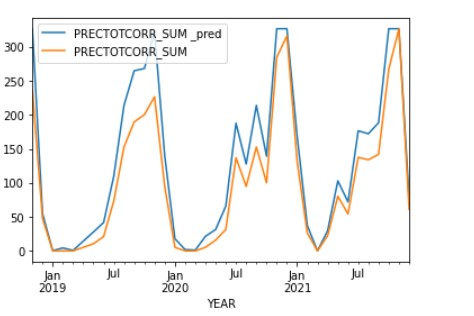 PRECTOTCORR_SUM _pred
PRECTOTCORR_SUM
300
250
200
150
100
50
0
Jan Jul Jan Jul Jan Jul
2019 2020 2021
YEAR